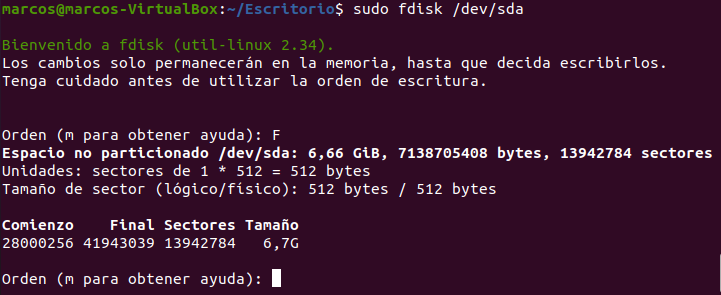 marcos@marcos-VirtualBox:~/Escritorio$ sudo fdisk /dev/sda
Bienvenido a fdisk (util-linux 2.34).
Los cambios solo permanecerán en la memoria, hasta que decida escribirlos.
Tenga cuidado antes de utilizar la orden de escritura.
Orden (m para obtener ayuda): F
Espacio no particionado /dev/sda: 6,66 GiB, 7138705408 bytes, 13942784 sectores
Unidades: sectores de 1 * 512 = 512 bytes
Tamaño de sector (lógico/físico): 512 bytes / 512 bytes
Comienzo    Final Sectores Tamaño
28000256 41943039 13942784   6,7G
Orden (m para obtener ayuda):